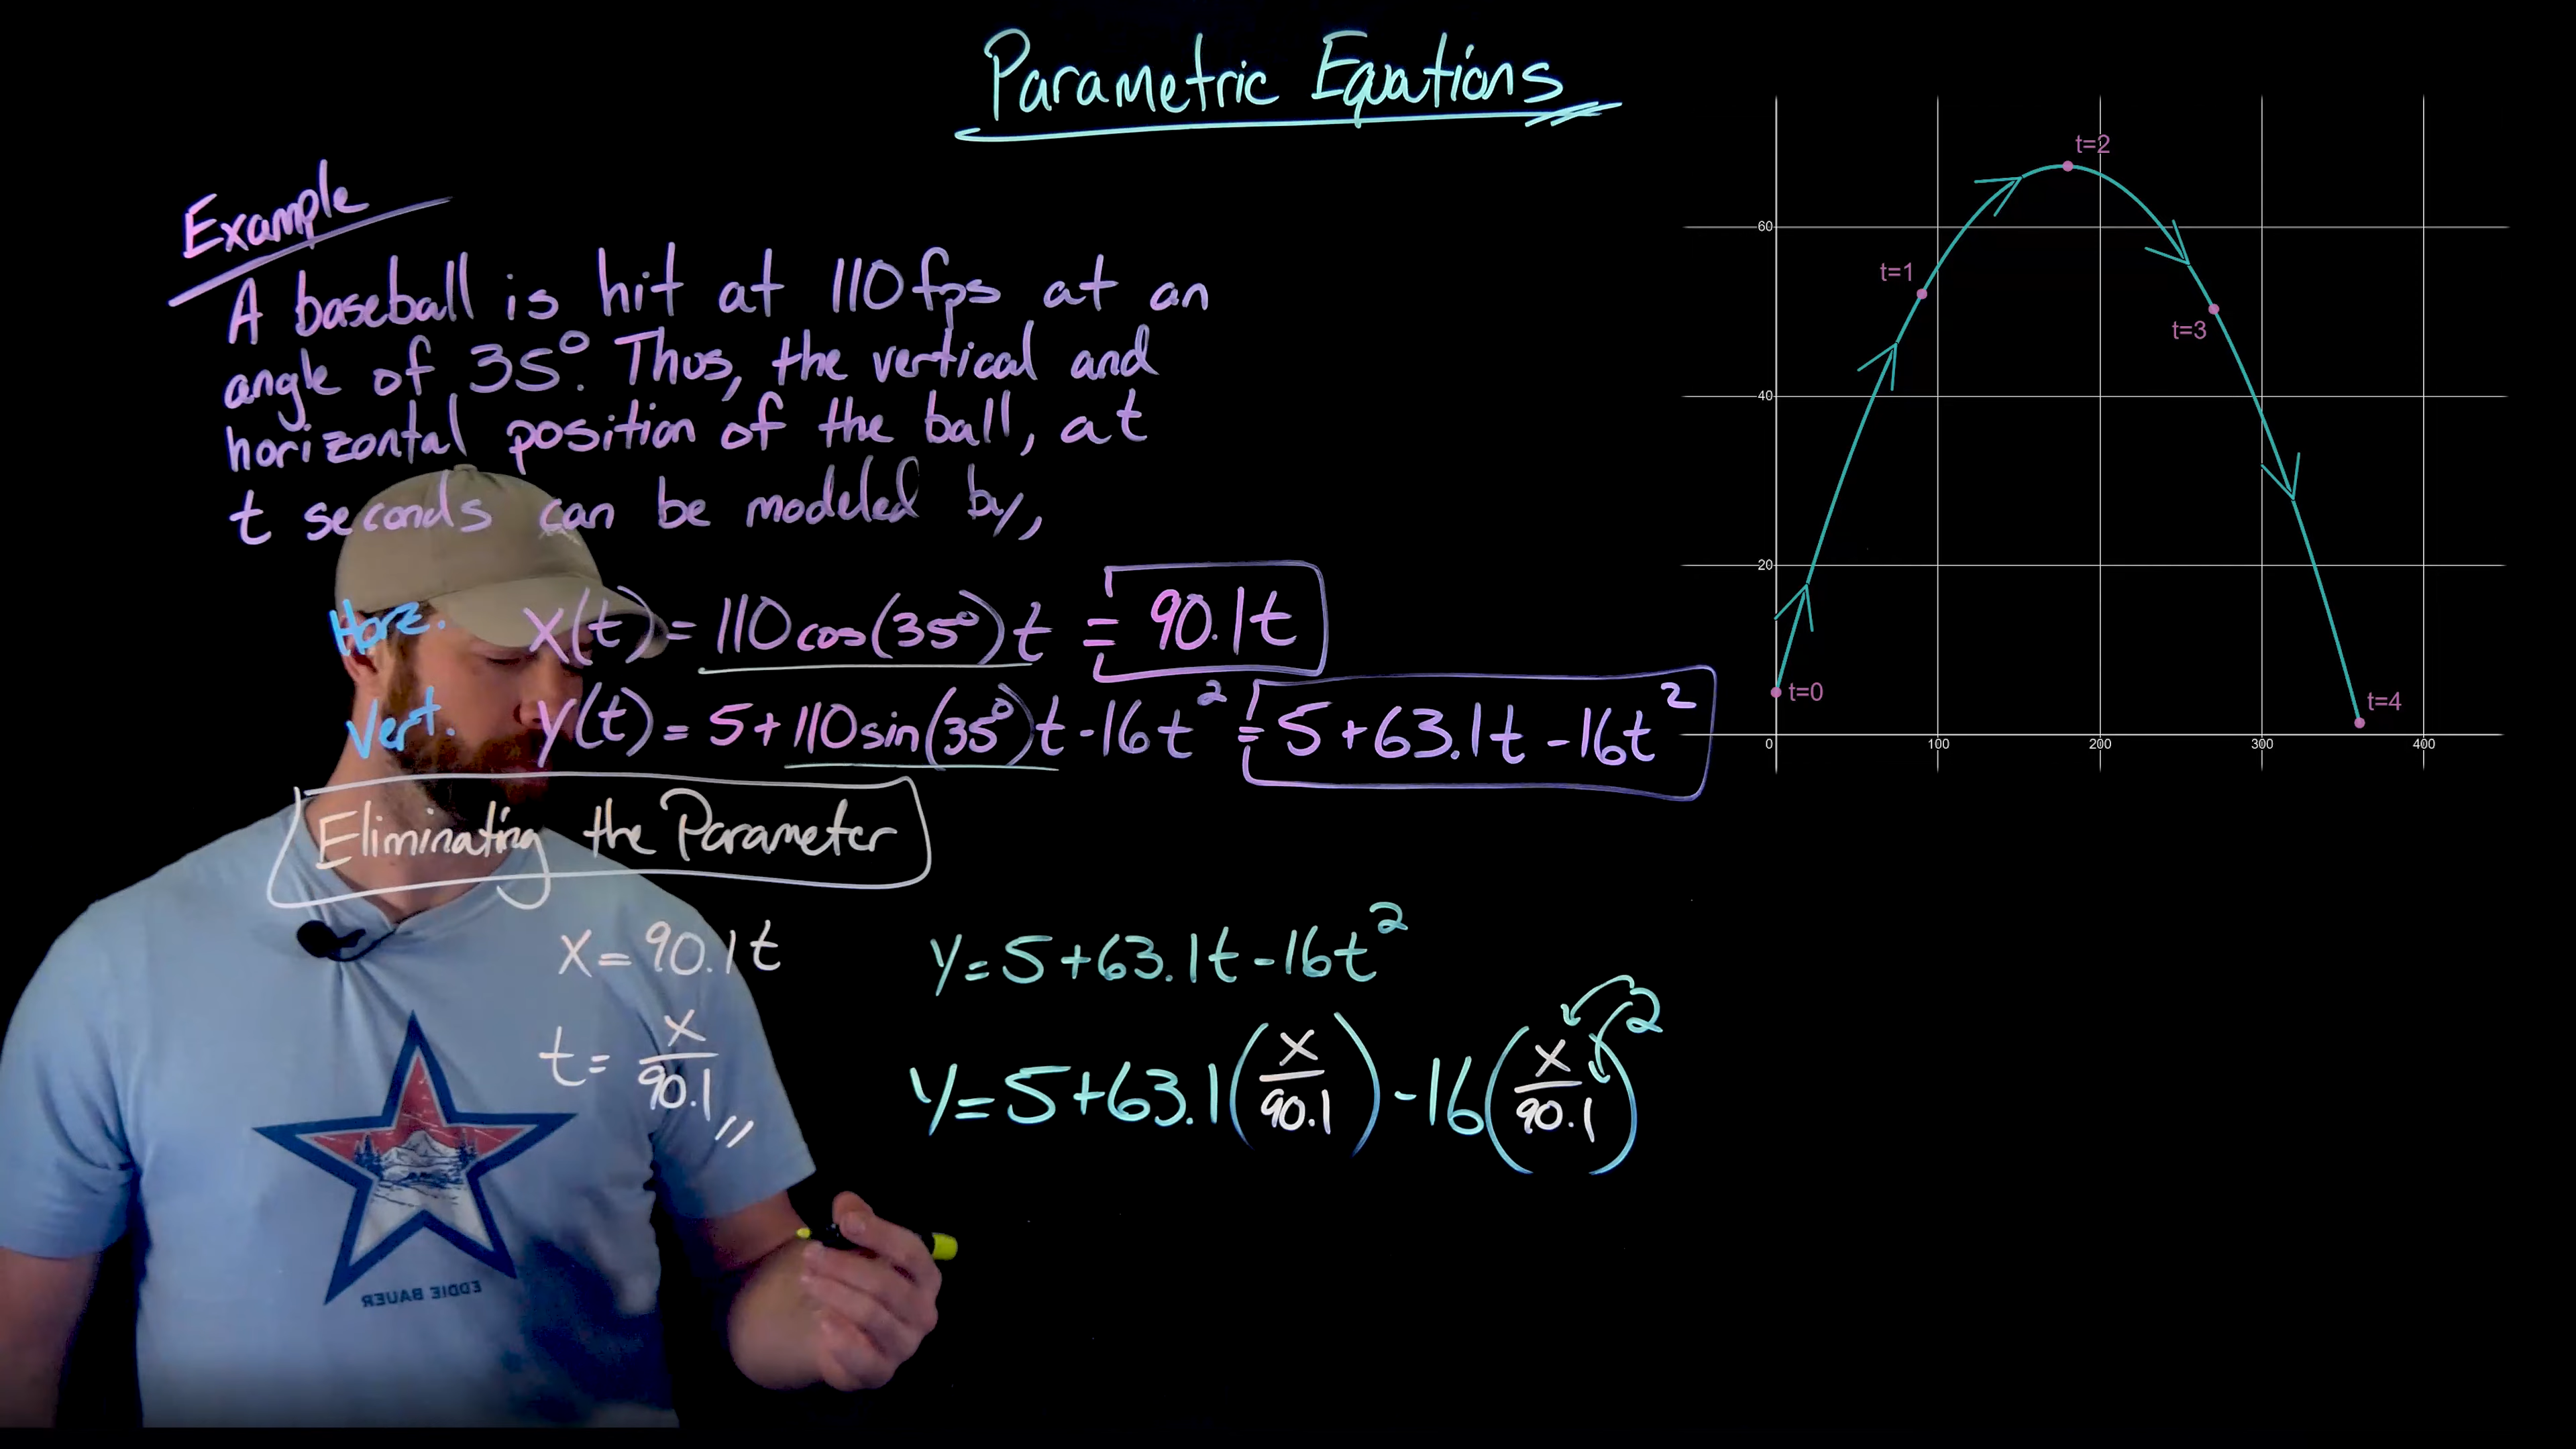 Parametric Equations
Example
A baseball is hit at 110 fps at an
angle of 35°. Thus, the vertical and
horizontal position of the ball, at
t seconds can be modeled by,
Horz. x(t) = 110cos(35°)t = 90.1t
Vert. y(t) = 5+110sin(35°)t - 16t² = 5+63.1t - 16t²
Eliminating the Parameter
x = 90.1t
t = x/90.1
y = 5+63.1t - 16t²
y = 5+63.1(x/90.1) - 16(x/90.1)²
EDDIE BAUER
t=2
60
t=1
t=3
40
20
t=0
t=4
0 100 200 300 400